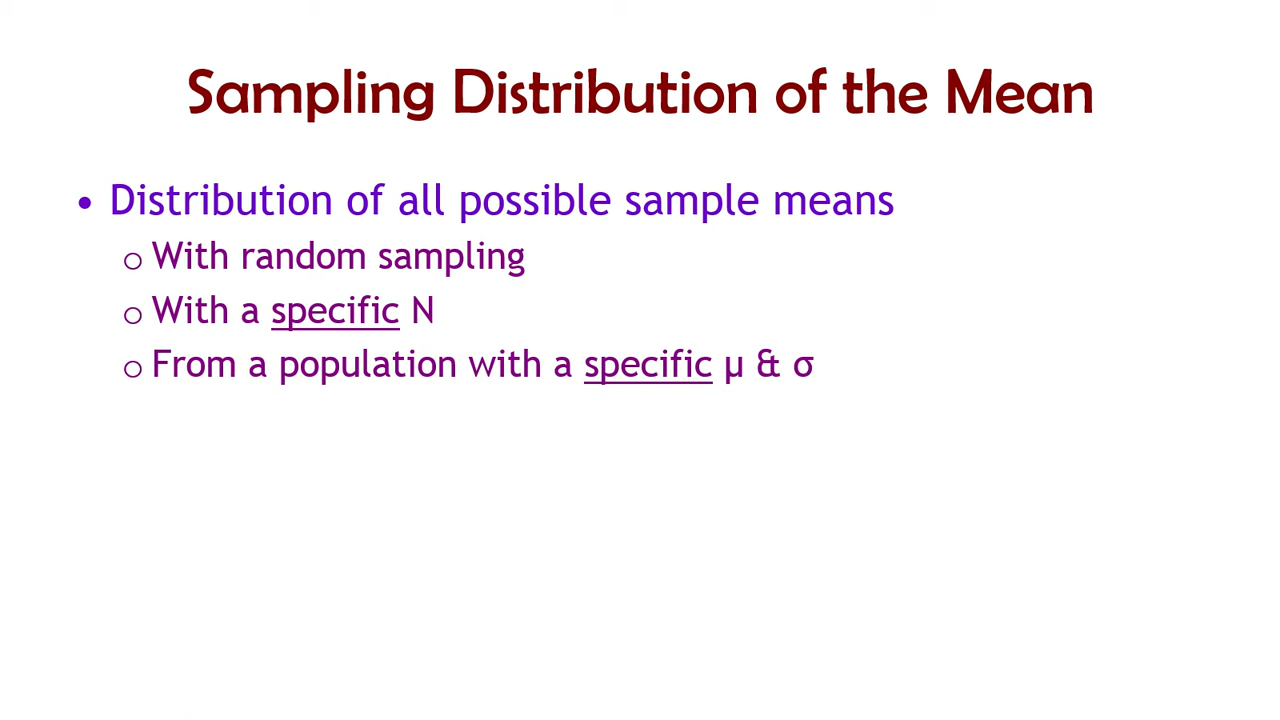 Sampling Distribution of the Mean
• Distribution of all possible sample means
o With random sampling
o With a specific N
o From a population with a specific µ & σ